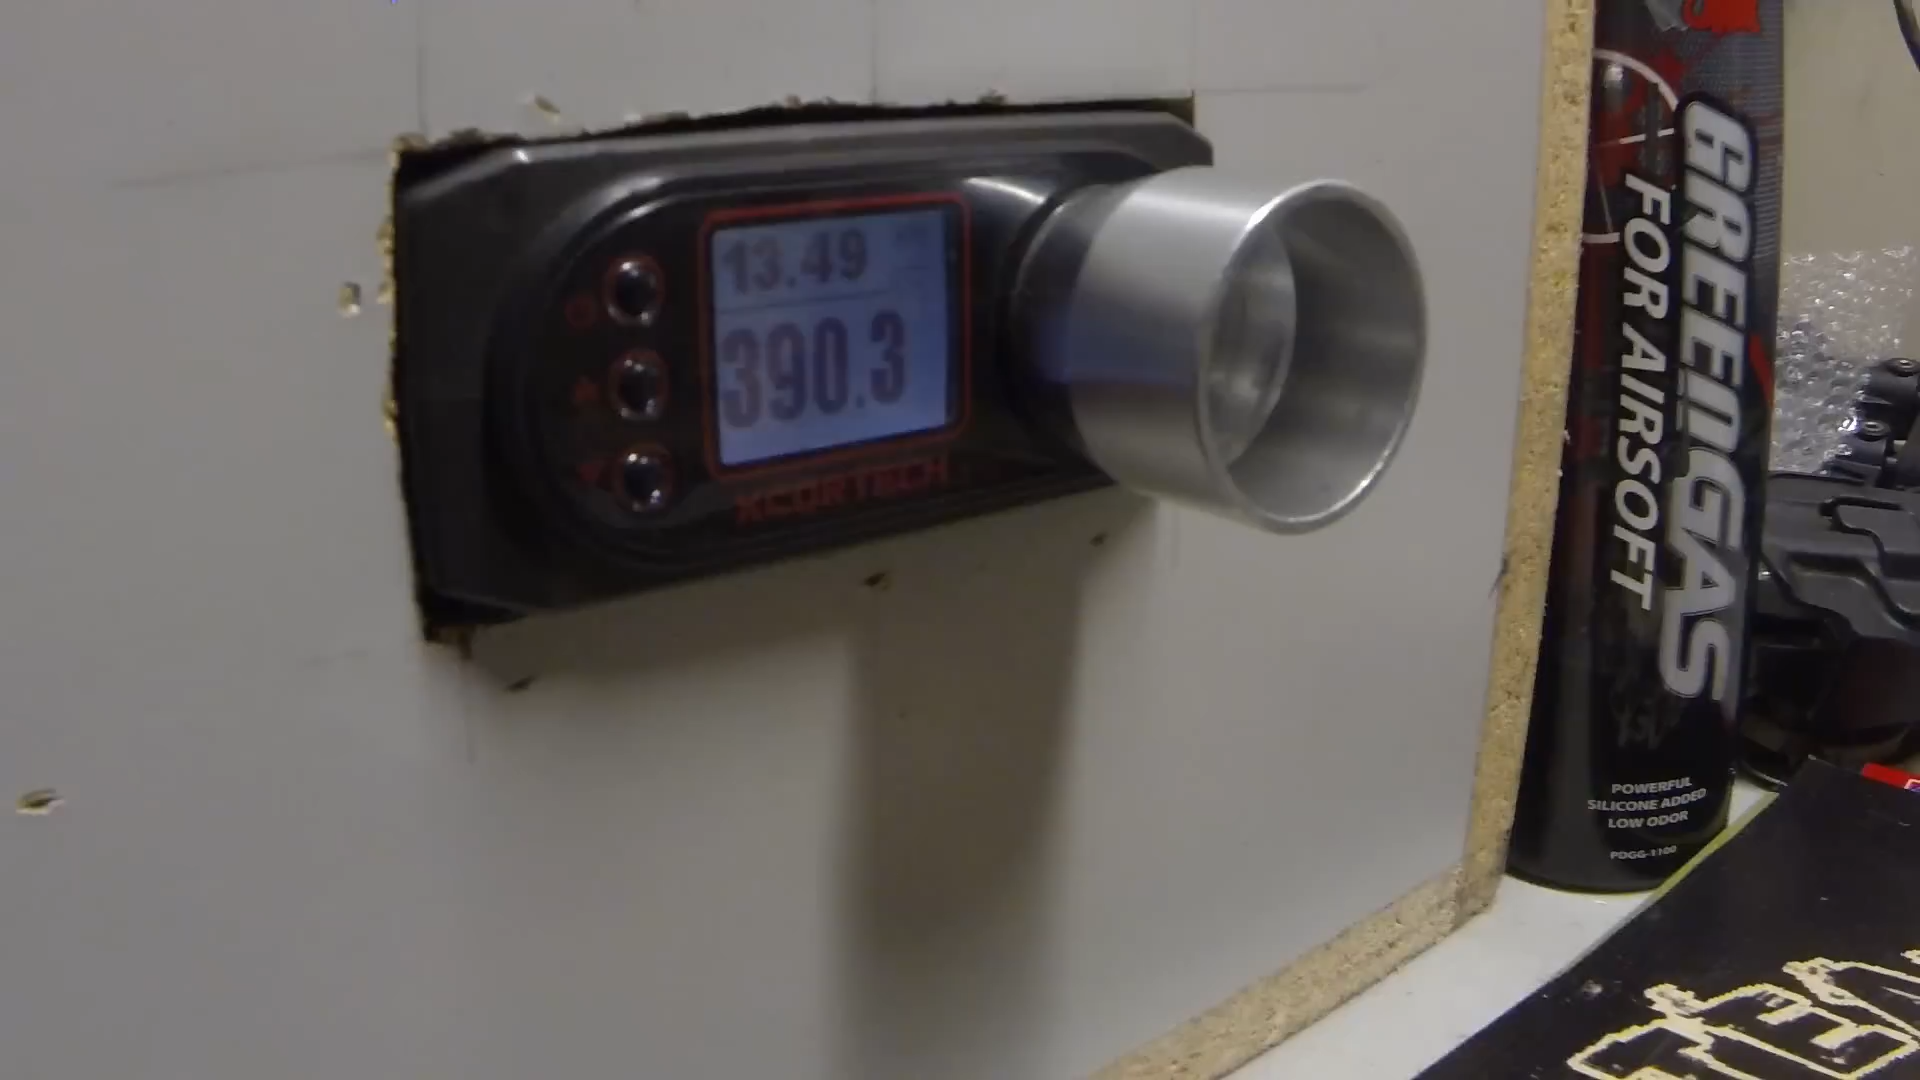 13.49
390.3
XCORTECH
GREENGAS
FOR AIRSOFT
POWERFUL
SILICONE ADDED
LOW ODOR
PDGG-1100